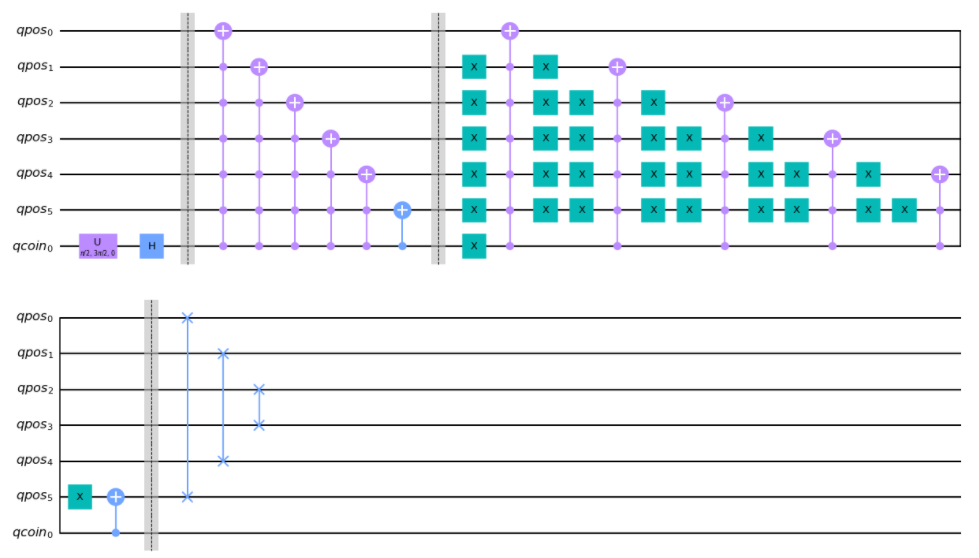 qpos0
qpos1 X X
qpos2 X X X X
qpos3 X X X X X X
qpos4 X X X X X X X X
qpos5 X X X X X X X X X
qcoin0 U π/2, 3π/2, 0 H X
qpos0
qpos1
qpos2
qpos3
qpos4
qpos5 X
qcoin0